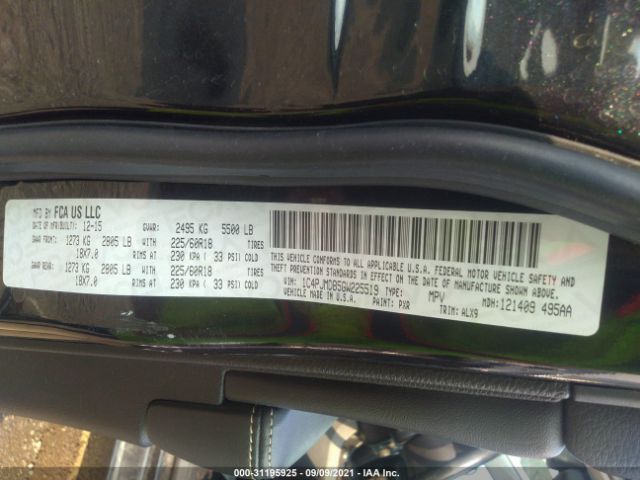 MFD BY FCA US LLC
DATE OF MFR(BUILT): 12-15 GVWR: 2495 KG 5500 LB
GAWR FRONT: 1273 KG 2805 LB WITH 225/60R18 TIRES
18X7.0 RIMS AT 230 KPA ( 33 PSI) COLD
GAWR REAR: 1273 KG 2805 LB WITH 225/60R18 TIRES
18X7.0 RIMS AT 230 KPA ( 33 PSI) COLD
THIS VEHICLE CONFORMS TO ALL APPLICABLE U.S.A. FEDERAL MOTOR VEHICLE SAFETY AND
THEFT PREVENTION STANDARDS IN EFFECT ON THE DATE OF MANUFACTURE SHOWN ABOVE.
VIN: 1C4PJMDB5GW225519 TYPE: MPV MDH: 121409 495AA
VEHICLE MADE IN U.S.A. PAINT: PXR TRIM: ALX9
000-31195925 - 09/09/2021 - IAA Inc.